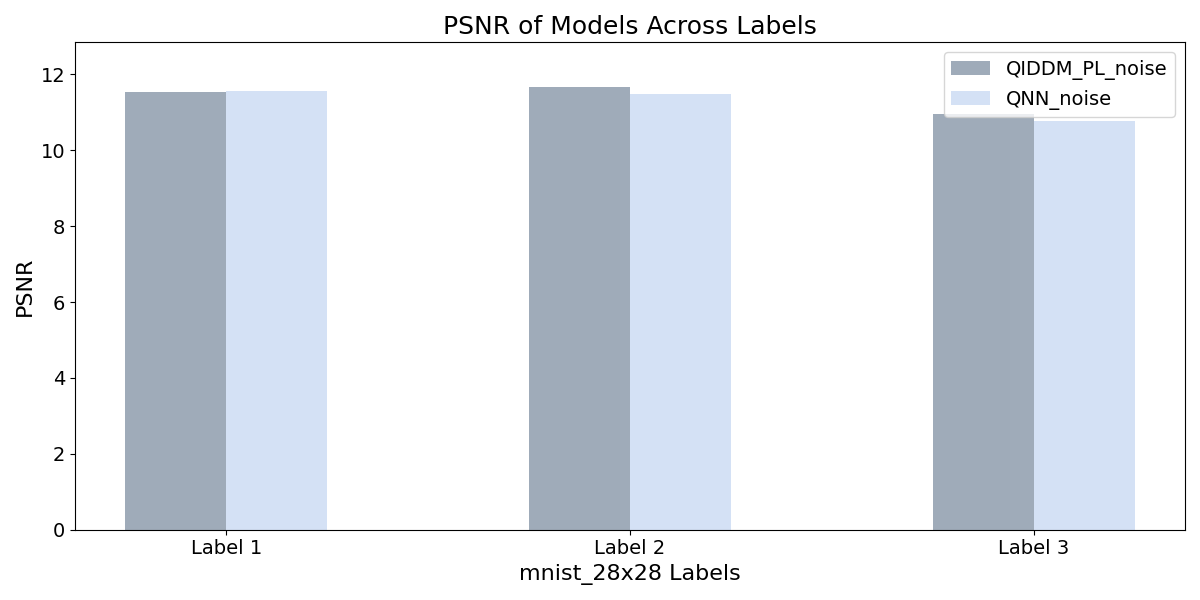 PSNR of Models Across Labels
QIDDM_PL_noise
QNN_noise
PSNR
12
10
8
6
4
2
0
Label 1
Label 2
Label 3
mnist_28x28 Labels